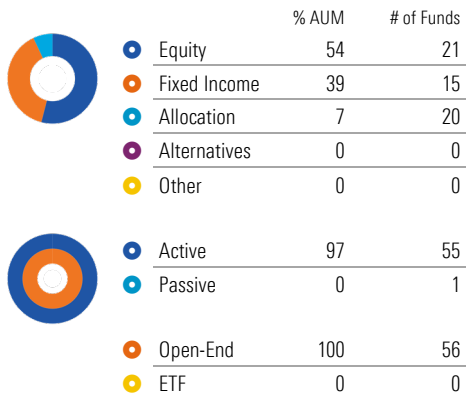 % AUM # of Funds
Equity 54 21
Fixed Income 39 15
Allocation 7 20
Alternatives 0 0
Other 0 0
Active 97 55
Passive 0 1
Open-End 100 56
ETF 0 0